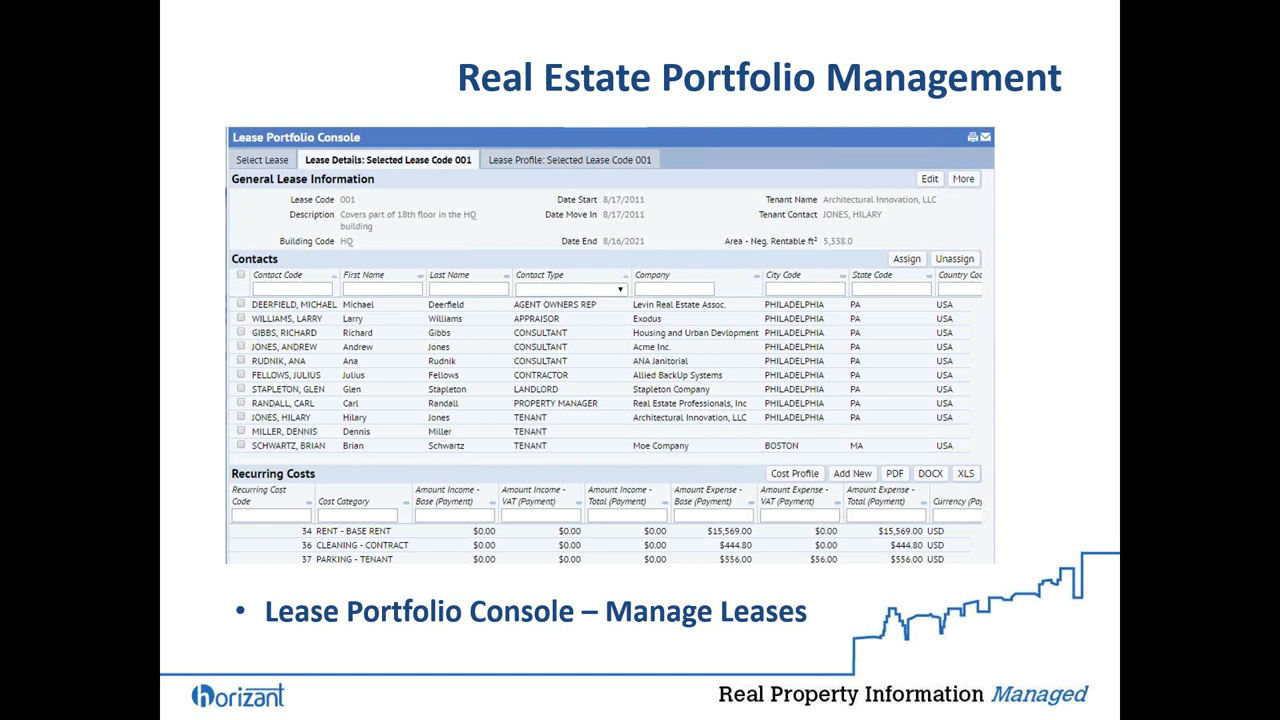 Real Estate Portfolio Management
Lease Portfolio Console
Select Lease Lease Details: Selected Lease Code 001 Lease Profile: Selected Lease Code 001
General Lease Information Edit More
Lease Code 001 Date Start 8/17/2011 Tenant Name Architectural Innovation, LLC
Description Covers part of 18th floor in the HQ Date Move In 8/17/2011 Tenant Contact JONES, HILARY
building
Building Code HQ Date End 8/16/2021 Area - Neg. Rentable ft² 5,338.0
Contacts Assign Unassign
Contact Code First Name Last Name Contact Type Company City Code State Code Country Coc
DEERFIELD, MICHAEL Michael Deerfield AGENT OWNERS REP Levin Real Estate Assoc. PHILADELPHIA PA USA
WILLIAMS, LARRY Larry Williams APPRAISOR Exodus PHILADELPHIA PA USA
GIBBS, RICHARD Richard Gibbs CONSULTANT Housing and Urban Devlopment PHILADELPHIA PA USA
JONES, ANDREW Andrew Jones CONSULTANT Acme Inc. PHILADELPHIA PA USA
RUDNIK, ANA Ana Rudnik CONSULTANT ANA Janitorial PHILADELPHIA PA USA
FELLOWS, JULIUS Julius Fellows CONTRACTOR Allied BackUp Systems PHILADELPHIA PA USA
STAPLETON, GLEN Glen Stapleton LANDLORD Stapleton Company PHILADELPHIA PA USA
RANDALL, CARL Carl Randall PROPERTY MANAGER Real Estate Professionals, Inc PHILADELPHIA PA USA
JONES, HILARY Hilary Jones TENANT Architectural Innovation, LLC PHILADELPHIA PA USA
MILLER, DENNIS Dennis Miller TENANT
SCHWARTZ, BRIAN Brian Schwartz TENANT Moe Company BOSTON MA USA
Recurring Costs Cost Profile Add New PDF DOCX XLS
Recurring Cost Amount Income - Amount Income - Amount Income - Amount Expense - Amount Expense - Amount Expense -
Code Cost Category Base (Payment) VAT (Payment) Total (Payment) Base (Payment) VAT (Payment) Total (Payment) Currency (Pay
34 RENT - BASE RENT $0.00 $0.00 $0.00 $15,569.00 $0.00 $15,569.00 USD
36 CLEANING - CONTRACT $0.00 $0.00 $0.00 $444.80 $0.00 $444.80 USD
37 PARKING - TENANT $0.00 $0.00 $0.00 $556.00 $56.00 $556.00 USD
• Lease Portfolio Console – Manage Leases
horizant Real Property Information Managed